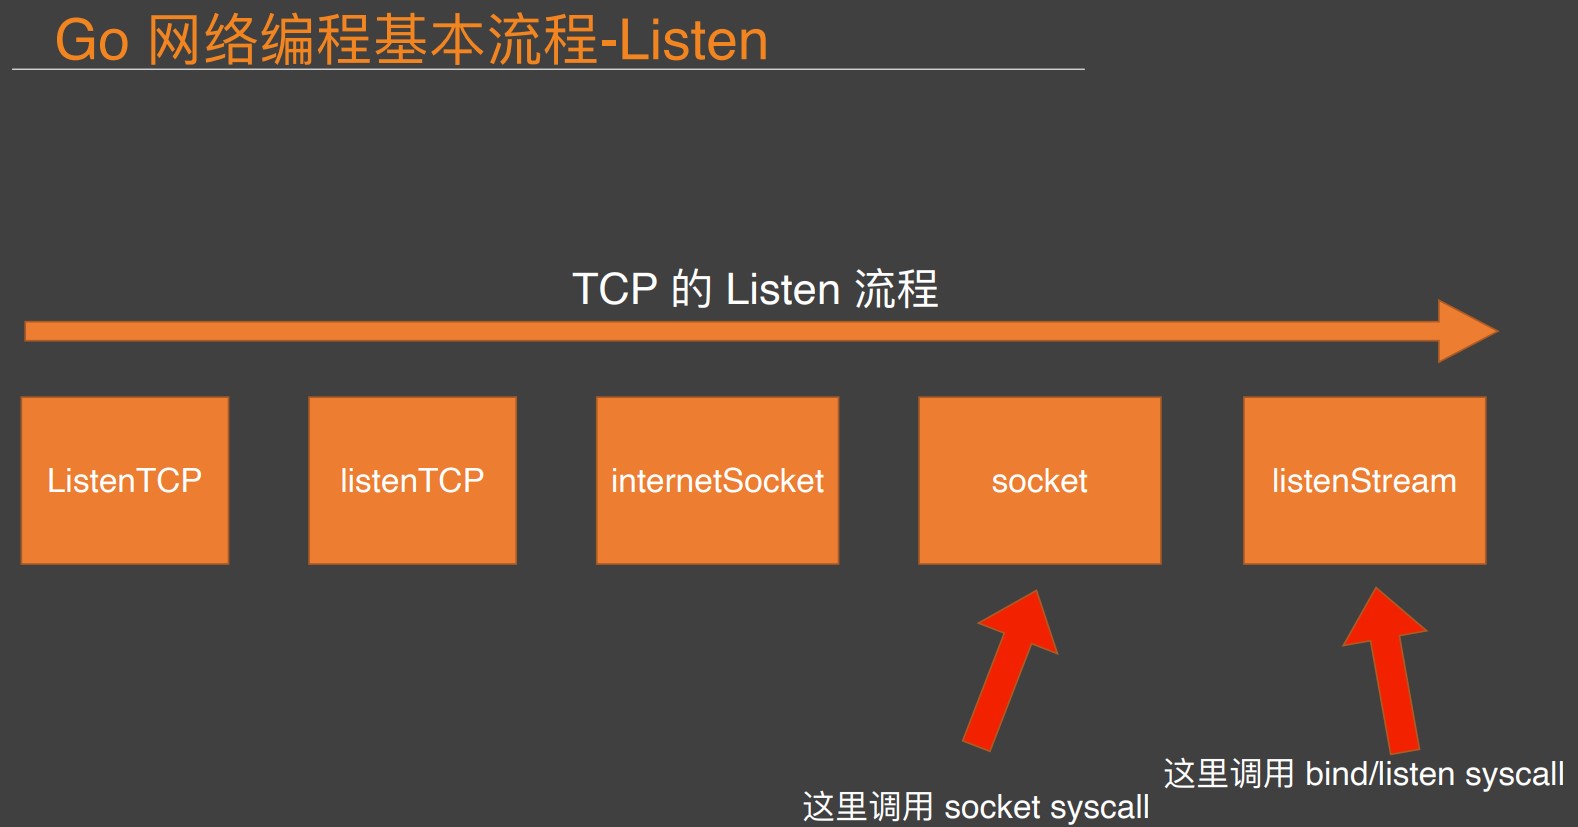 Go 网络编程基本流程-Listen
TCP 的 Listen 流程
ListenTCP
listenTCP
internetSocket
socket
listenStream
这里调用 socket syscall
这里调用 bind/listen syscall